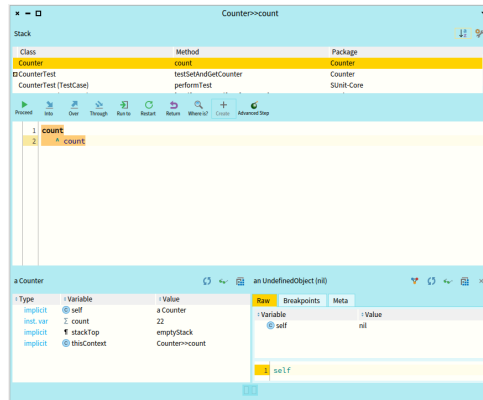 Counter>>count
Stack
Class Method Package
Counter count Counter
CounterTest testSetAndGetCounter Counter
CounterTest (TestCase) performTest SUnit-Core
Proceed Into Over Through Run to Restart Return Where is? Create Advanced Step
1 count
2 ^ count
a Counter
Type Variable Value
implicit self a Counter
inst. var count 22
implicit stackTop emptyStack
implicit thisContext Counter>>count
an UndefinedObject (nil)
Raw Breakpoints Meta
Variable Value
self nil
1 self